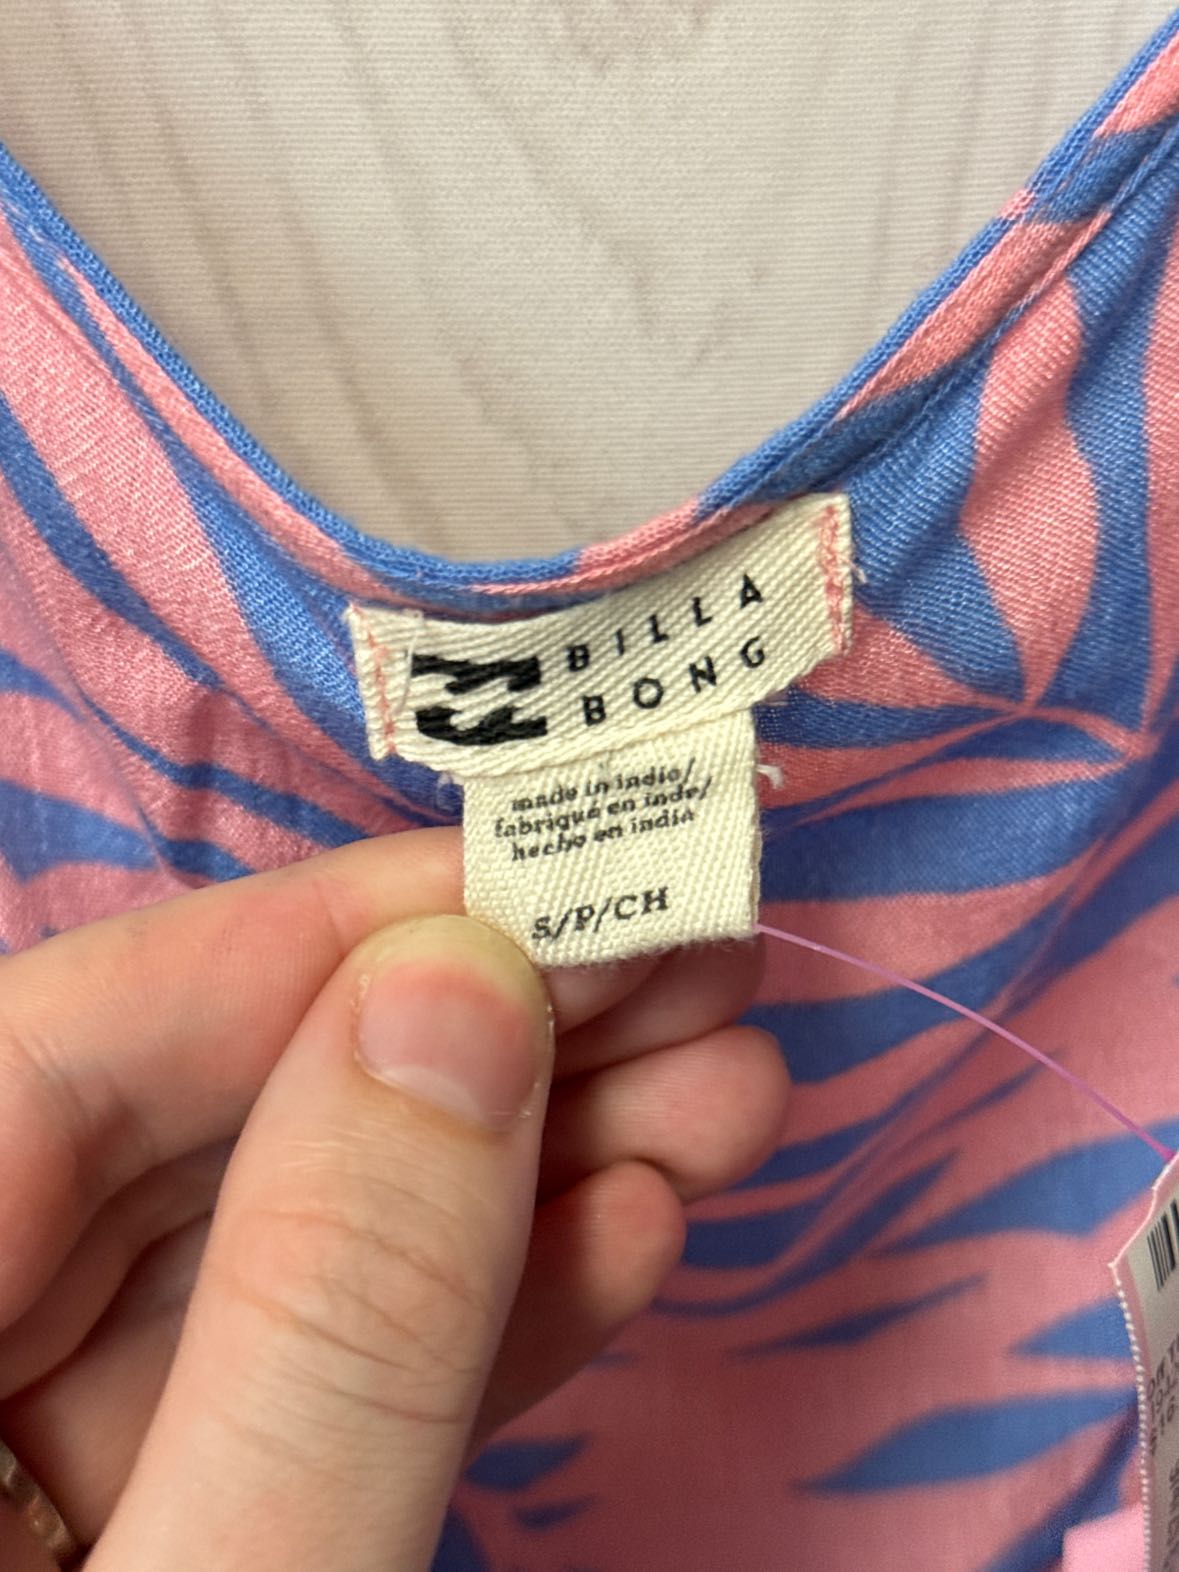 BILLA
BONG
made in india/
fabriqué en inde/
hecho en india
S/P/CH